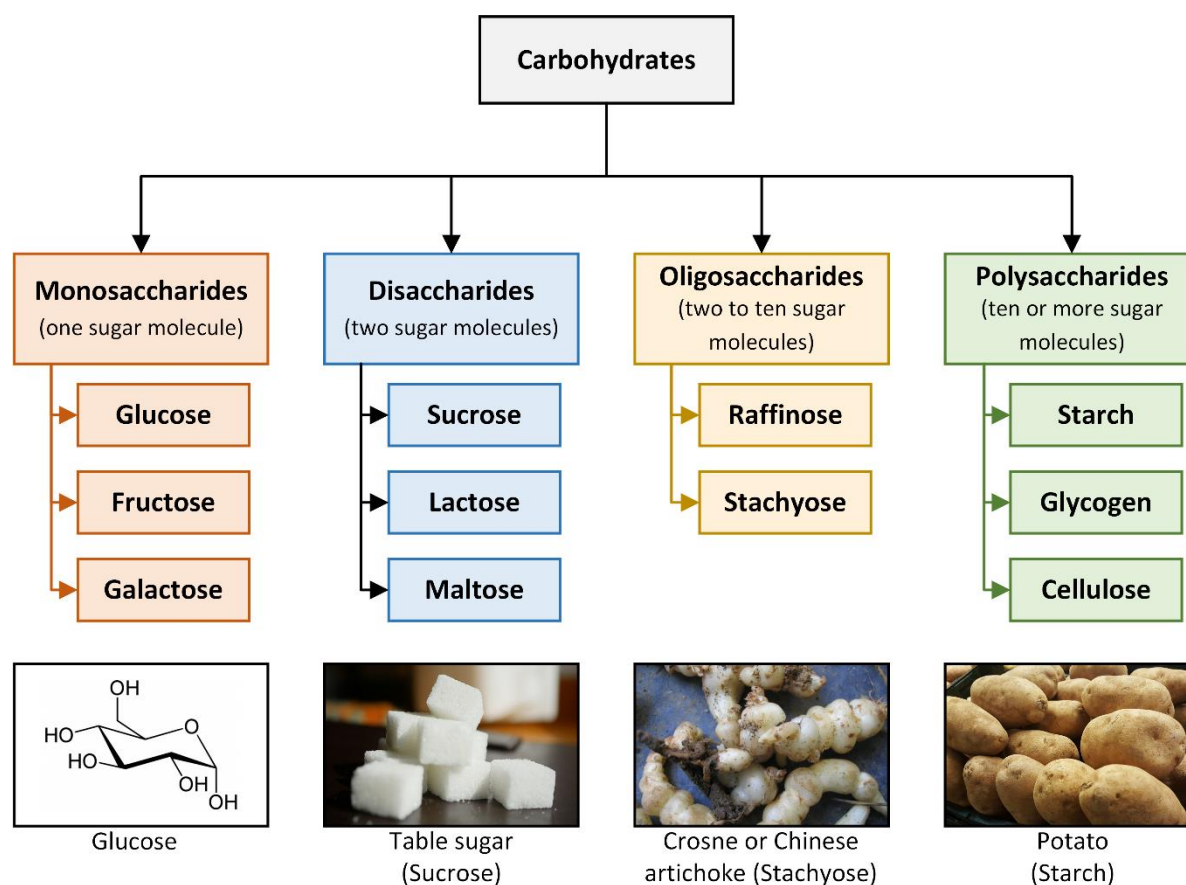 Carbohydrates
Monosaccharides
(one sugar molecule)
Glucose
Fructose
Galactose
Disaccharides
(two sugar molecules)
Sucrose
Lactose
Maltose
Oligosaccharides
(two to ten sugar
molecules)
Raffinose
Stachyose
Polysaccharides
(ten or more sugar
molecules)
Starch
Glycogen
Cellulose
OH
HO
O
HO
OH
OH
Glucose
Table sugar
(Sucrose)
Crosne or Chinese
artichoke (Stachyose)
Potato
(Starch)